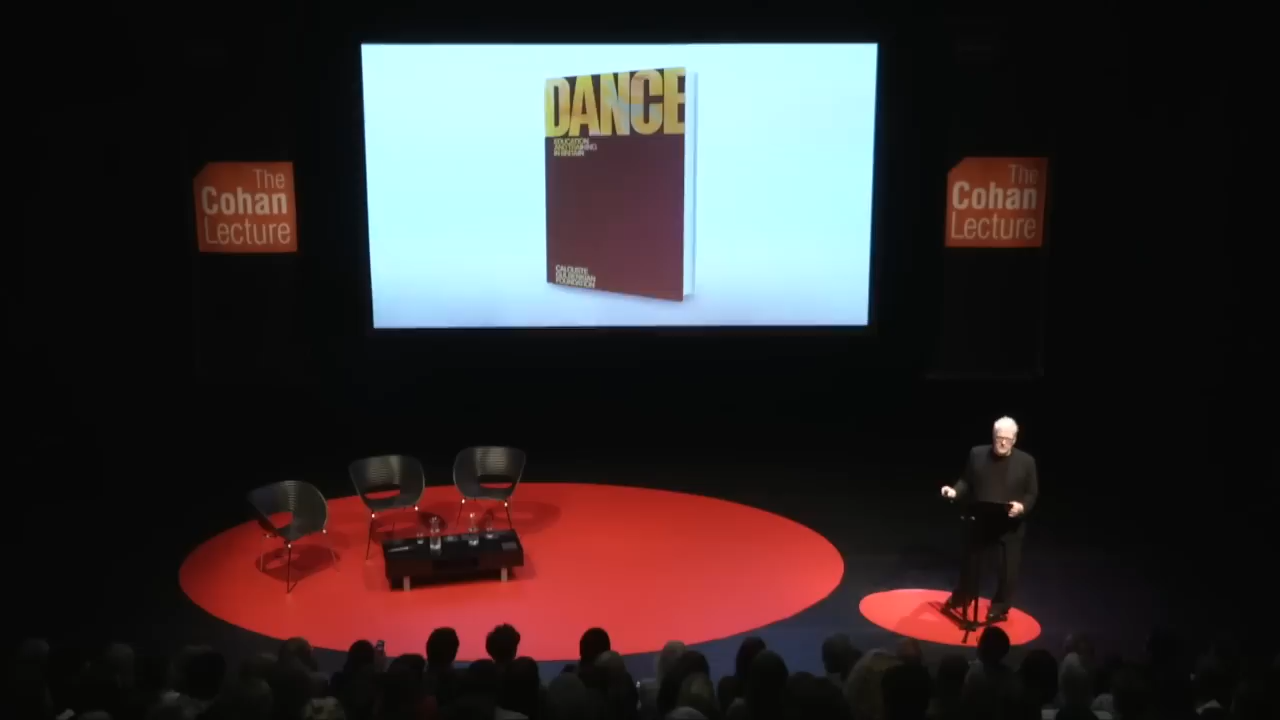 DANCE
EDUCATION
AND TRAINING
IN BRITAIN
CALOUSTE
GULBENKIAN
FOUNDATION
The
Cohan
Lecture
The
Cohan
Lecture